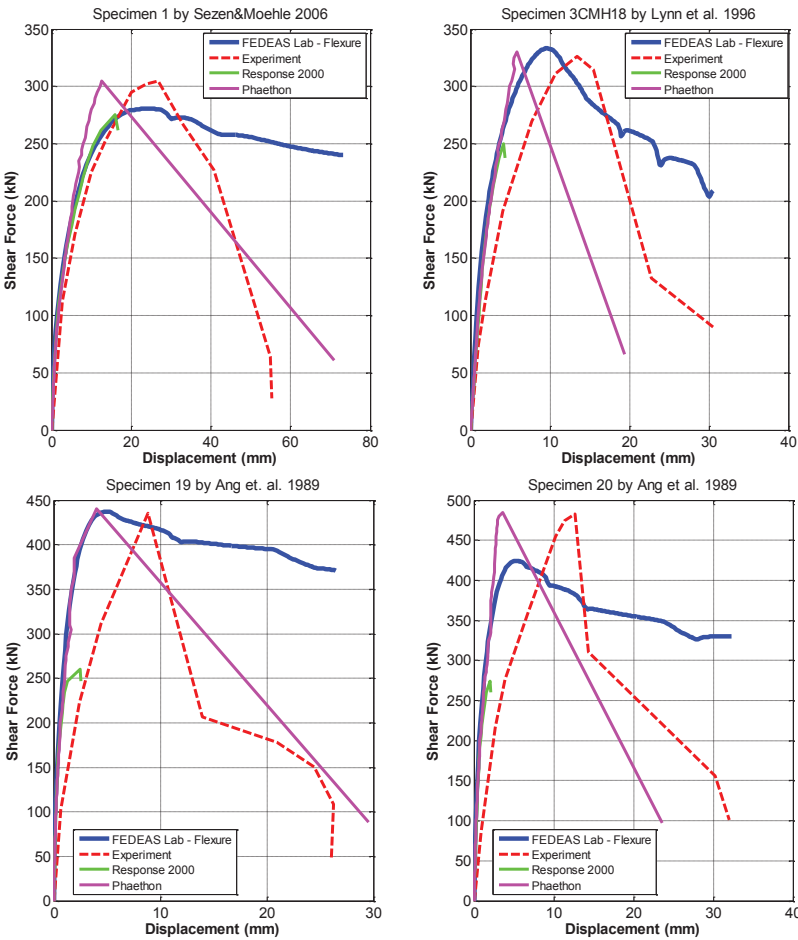 Specimen 1 by Sezen&Moehle 2006
400
350
300
250
200
150
100
50
0
Shear Force (kN)
FEDEAS Lab - Flexure
Experiment
Response 2000
Phaethon
0 20 40 60 80
Displacement (mm)
Specimen 3CMH18 by Lynn et al. 1996
350
300
250
200
150
100
50
0
Shear Force (kN)
FEDEAS Lab - Flexure
Experiment
Response 2000
Phaethon
0 10 20 30 40
Displacement (mm)
Specimen 19 by Ang et. al. 1989
450
400
350
300
250
200
150
100
50
0
Shear Force (kN)
FEDEAS Lab - Flexure
Experiment
Response 2000
Phaethon
0 10 20 30
Displacement (mm)
Specimen 20 by Ang et al. 1989
500
450
400
350
300
250
200
150
100
50
0
Shear Force (kN)
FEDEAS Lab - Flexure
Experiment
Response 2000
Phaethon
0 10 20 30 40
Displacement (mm)